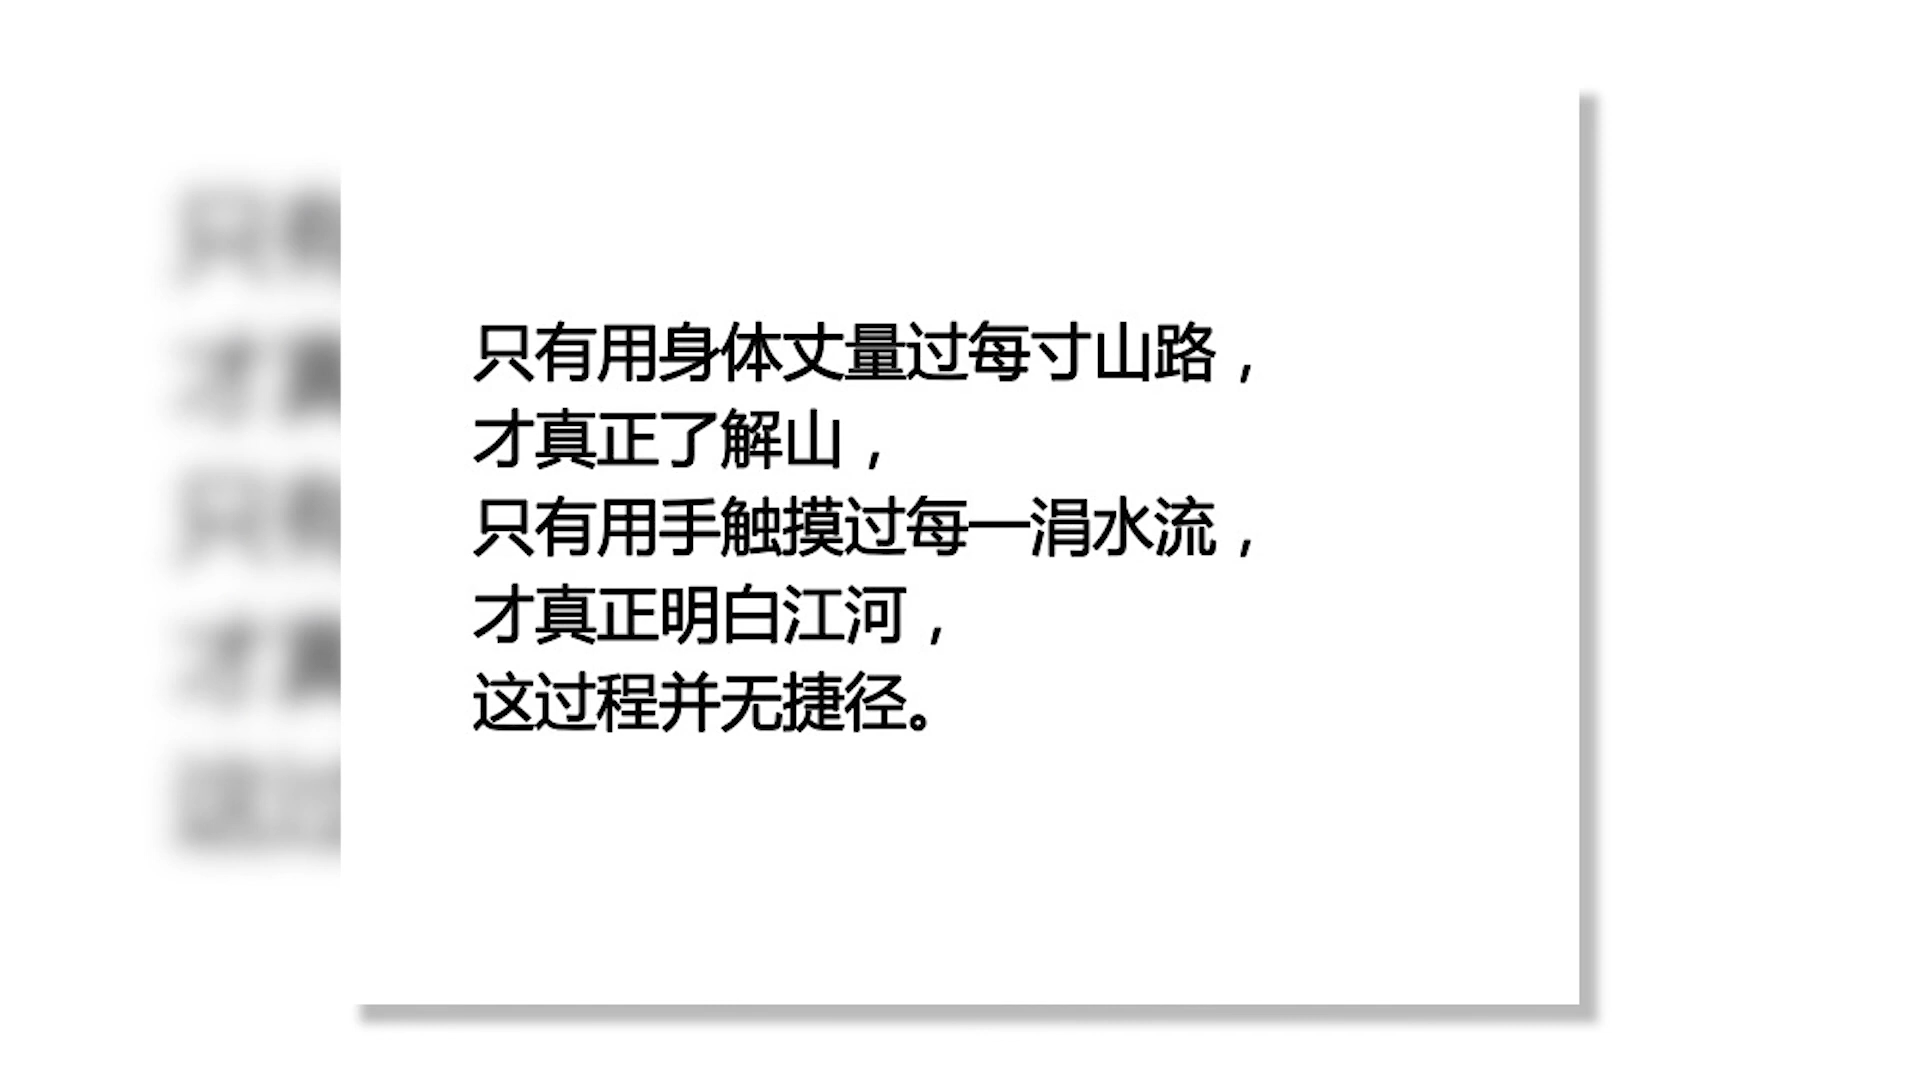 只有用身体丈量过每寸山路，
才真正了解山，
只有用手触摸过每一涓水流，
才真正明白江河，
这过程并无捷径。